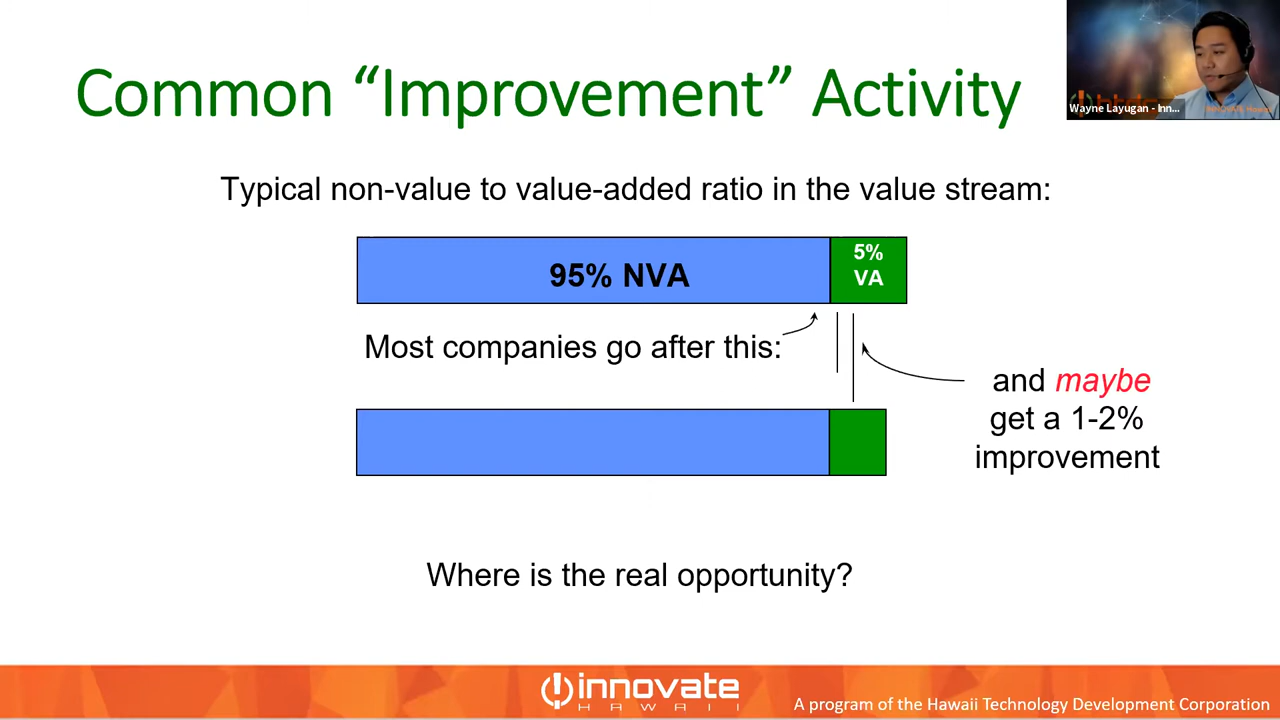 Common “Improvement” Activity
Wayne Layugan - Inn...
Typical non-value to value-added ratio in the value stream:
95% NVA
5%
VA
Most companies go after this:
and maybe
get a 1-2%
improvement
Where is the real opportunity?
innovate
HAWAII
A program of the Hawaii Technology Development Corporation